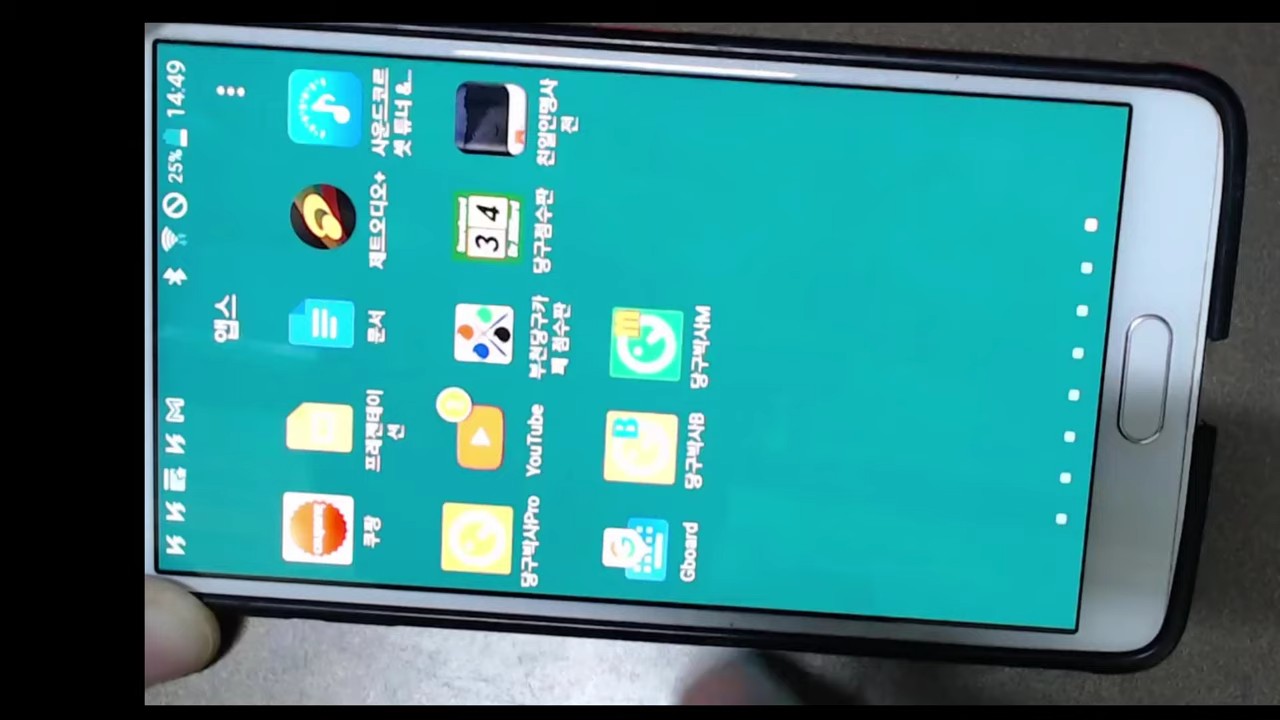 25% 14:49
앱스
쿠팡
프레젠테이
션
문서
제트오디오+
사운드코르
셋 튜너 &...
당구박사Pro
YouTube
부천당구카
페 점수판
34
당구점수판
친일인명사
전
Gboard
당구박사B
당구박사M